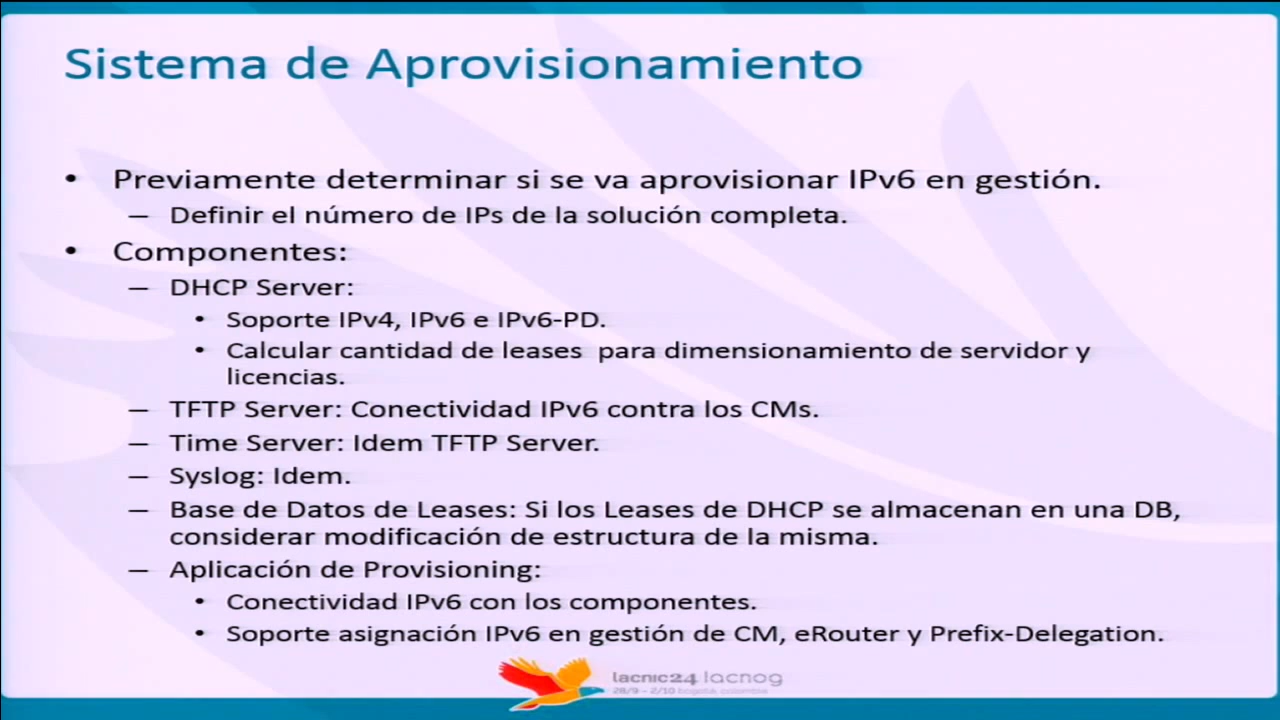 Sistema de Aprovisionamiento
• Previamente determinar si se va aprovisionar IPv6 en gestión.
– Definir el número de IPs de la solución completa.
• Componentes:
– DHCP Server:
• Soporte IPv4, IPv6 e IPv6-PD.
• Calcular cantidad de leases para dimensionamiento de servidor y
licencias.
– TFTP Server: Conectividad IPv6 contra los CMs.
– Time Server: Idem TFTP Server.
– Syslog: Idem.
– Base de Datos de Leases: Si los Leases de DHCP se almacenan en una DB,
considerar modificación de estructura de la misma.
– Aplicación de Provisioning:
• Conectividad IPv6 con los componentes.
• Soporte asignación IPv6 en gestión de CM, eRouter y Prefix-Delegation.
lacnic24 lacnog
28/9 - 2/10 bogotá, colombia